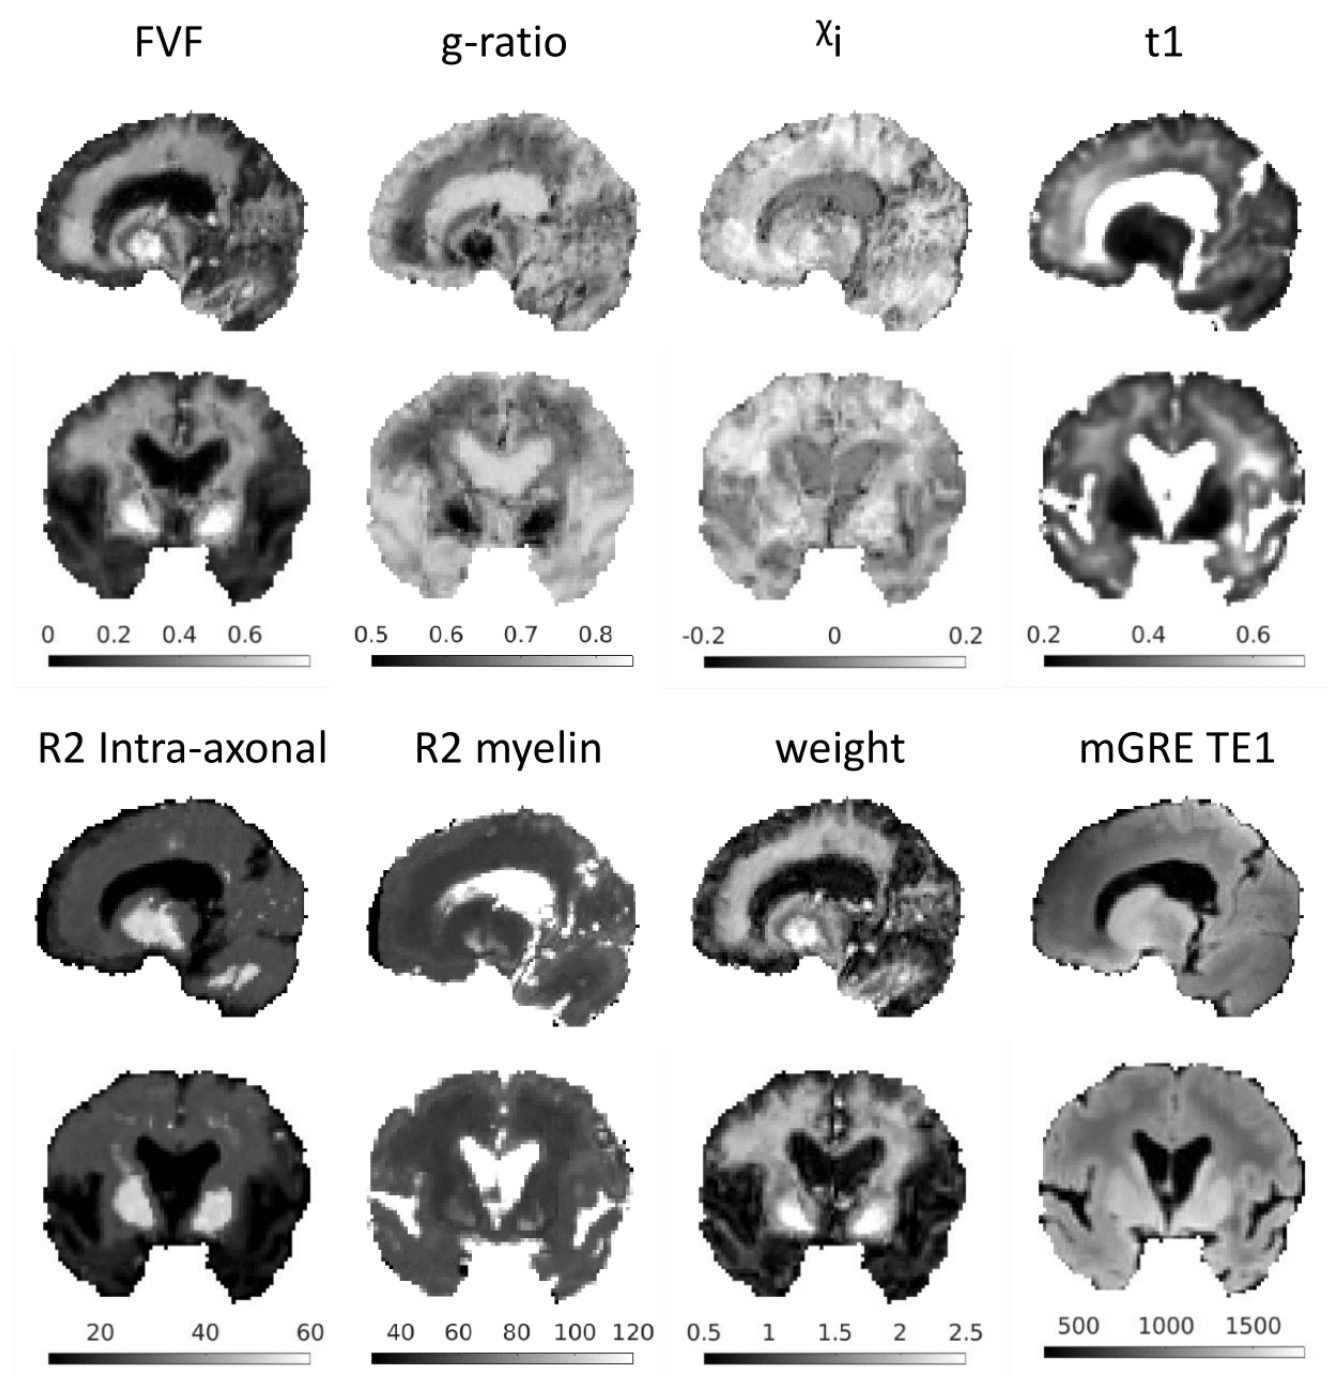 FVF g-ratio χi t1
0 0.2 0.4 0.6 0.5 0.6 0.7 0.8 -0.2 0 0.2 0.2 0.4 0.6
R2 Intra-axonal R2 myelin weight mGRE TE1
20 40 60 40 60 80 100 120 0.5 1 1.5 2 2.5 500 1000 1500